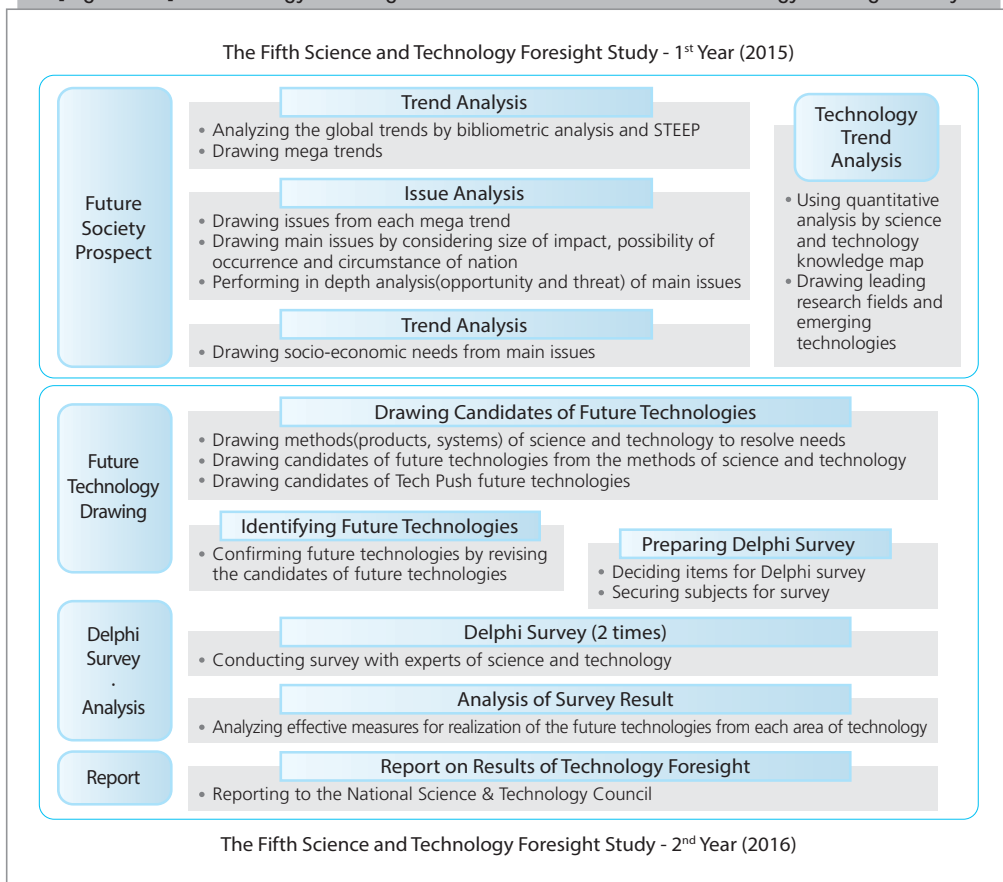 The Fifth Science and Technology Foresight Study - 1st Year (2015)
Future
Society
Prospect
Trend Analysis
• Analyzing the global trends by bibliometric analysis and STEEP
• Drawing mega trends
Issue Analysis
• Drawing issues from each mega trend
• Drawing main issues by considering size of impact, possibility of
occurrence and circumstance of nation
• Performing in depth analysis(opportunity and threat) of main issues
Trend Analysis
• Drawing socio-economic needs from main issues
Technology
Trend
Analysis
• Using quantitative
analysis by science
and technology
knowledge map
• Drawing leading
research fields and
emerging
technologies
Future
Technology
Drawing
Drawing Candidates of Future Technologies
• Drawing methods(products, systems) of science and technology to resolve needs
• Drawing candidates of future technologies from the methods of science and technology
• Drawing candidates of Tech Push future technologies
Identifying Future Technologies
• Confirming future technologies by revising
the candidates of future technologies
Preparing Delphi Survey
• Deciding items for Delphi survey
• Securing subjects for survey
Delphi
Survey
·
Analysis
Delphi Survey (2 times)
• Conducting survey with experts of science and technology
Analysis of Survey Result
• Analyzing effective measures for realization of the future technologies from each area of technology
Report
Report on Results of Technology Foresight
• Reporting to the National Science & Technology Council
The Fifth Science and Technology Foresight Study - 2nd Year (2016)